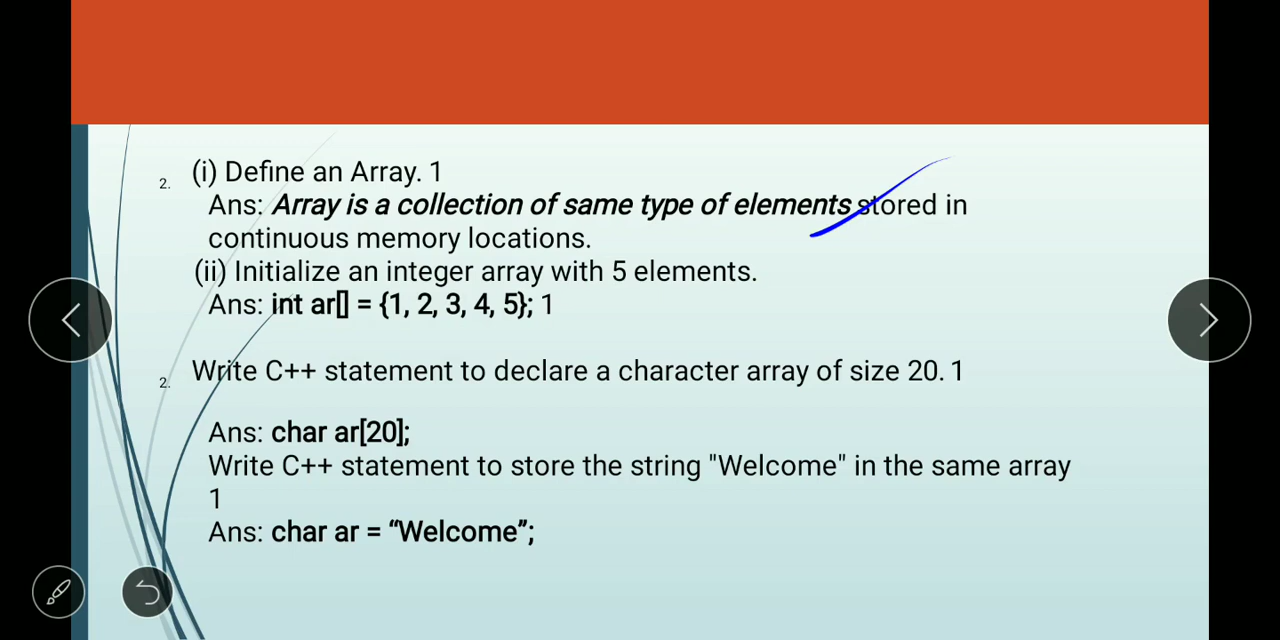 2. (i) Define an Array. 1
Ans: Array is a collection of same type of elements stored in
continuous memory locations.
(ii) Initialize an integer array with 5 elements.
Ans: int ar[] = {1, 2, 3, 4, 5}; 1
2. Write C++ statement to declare a character array of size 20. 1
Ans: char ar[20];
Write C++ statement to store the string "Welcome" in the same array
1
Ans: char ar = “Welcome”;